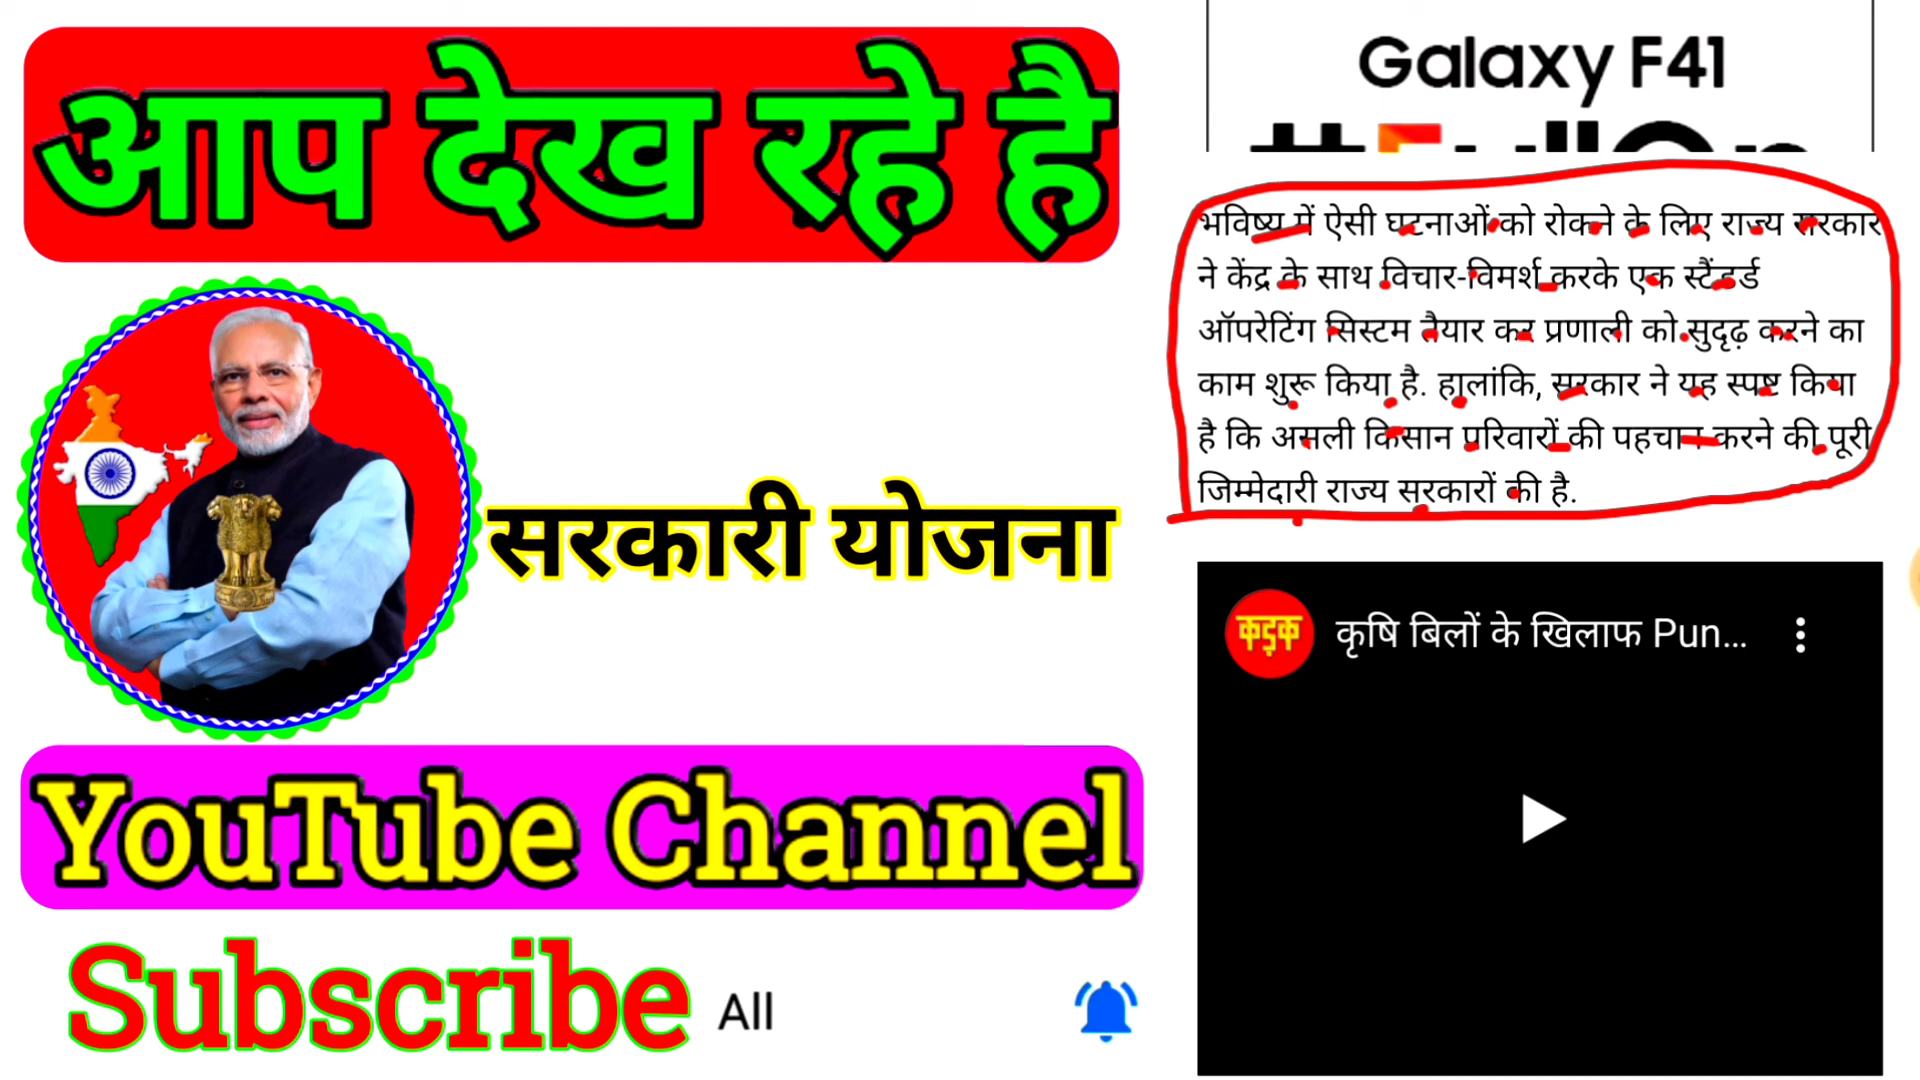 आप देख रहे है
सरकारी योजना
YouTube Channel
Subscribe All
Galaxy F41
#FullOn
भविष्य में ऐसी घटनाओं को रोकने के लिए राज्य सरकार
ने केंद्र के साथ विचार-विमर्श करके एक स्टैंडर्ड
ऑपरेटिंग सिस्टम तैयार कर प्रणाली को सुदृढ़ करने का
काम शुरू किया है. हालांकि, सरकार ने यह स्पष्ट किया
है कि असली किसान परिवारों की पहचान करने की पूरी
जिम्मेदारी राज्य सरकारों की है.
कड़क
कृषि बिलों के खिलाफ Pun...